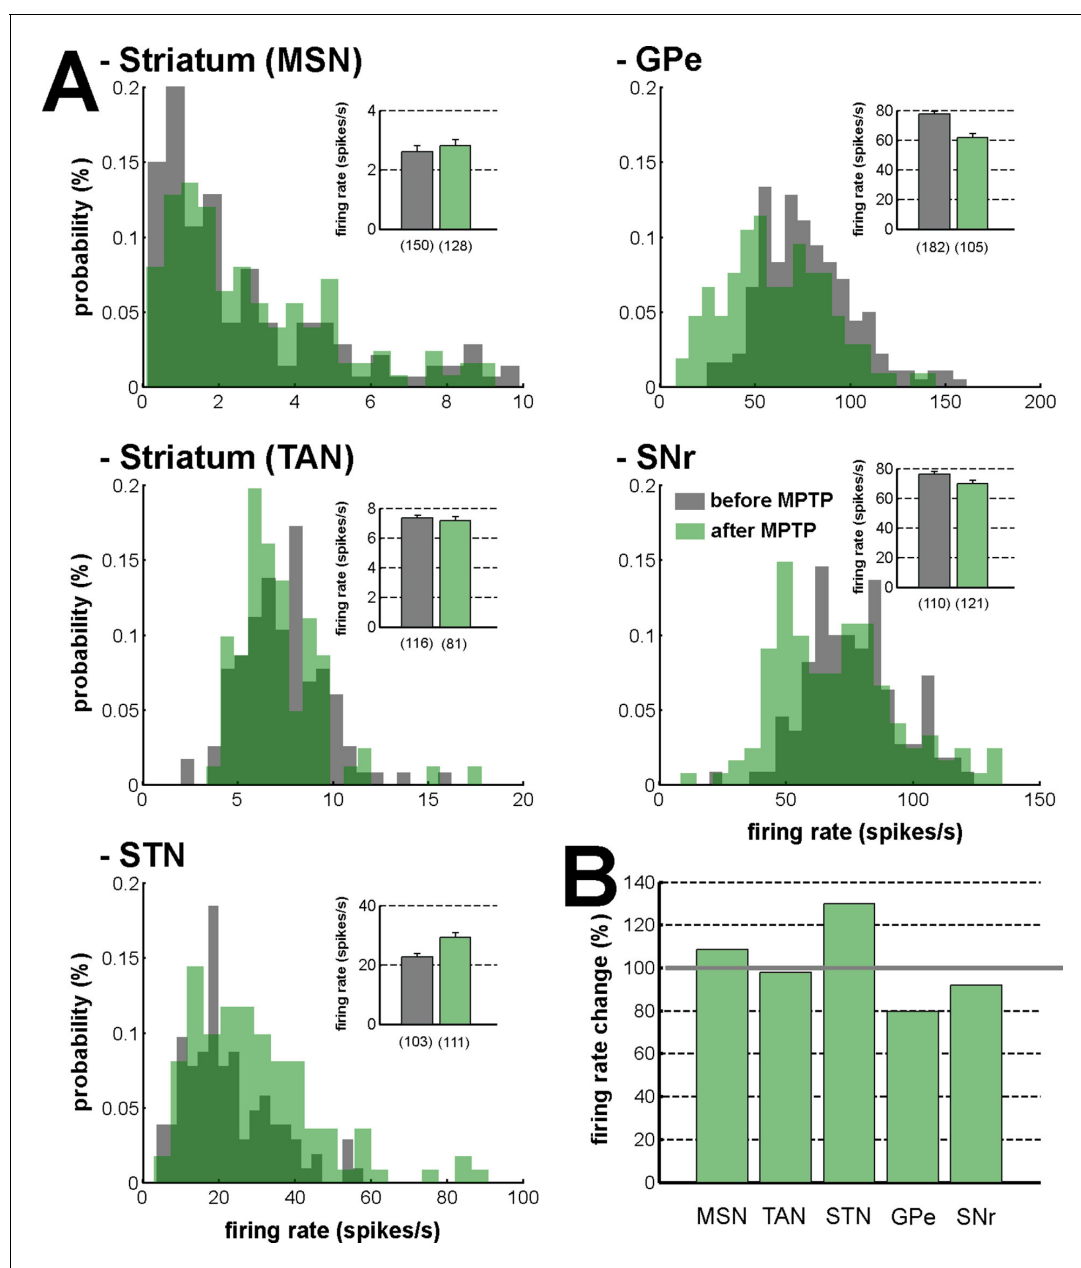 A
- Striatum (MSN)
probability (%)
0.2
0.15
0.1
0.05
0
0 2 4 6 8 10
firing rate (spikes/s)
4
2
0
(150) (128)
- GPe
0.2
0.15
0.1
0.05
0
0 50 100 150 200
firing rate (spikes/s)
80
60
40
20
0
(182) (105)
- Striatum (TAN)
probability (%)
0.2
0.15
0.1
0.05
0
0 5 10 15 20
firing rate (spikes/s)
8
6
4
2
0
(116) (81)
- SNr
before MPTP
after MPTP
0.2
0.15
0.1
0.05
0
0 50 100 150
firing rate (spikes/s)
firing rate (spikes/s)
80
60
40
20
0
(110) (121)
- STN
probability (%)
0.2
0.15
0.1
0.05
0
0 20 40 60 80 100
firing rate (spikes/s)
firing rate (spikes/s)
40
20
0
(103) (111)
B
firing rate change (%)
140
120
100
80
60
40
20
0
MSN TAN STN GPe SNr